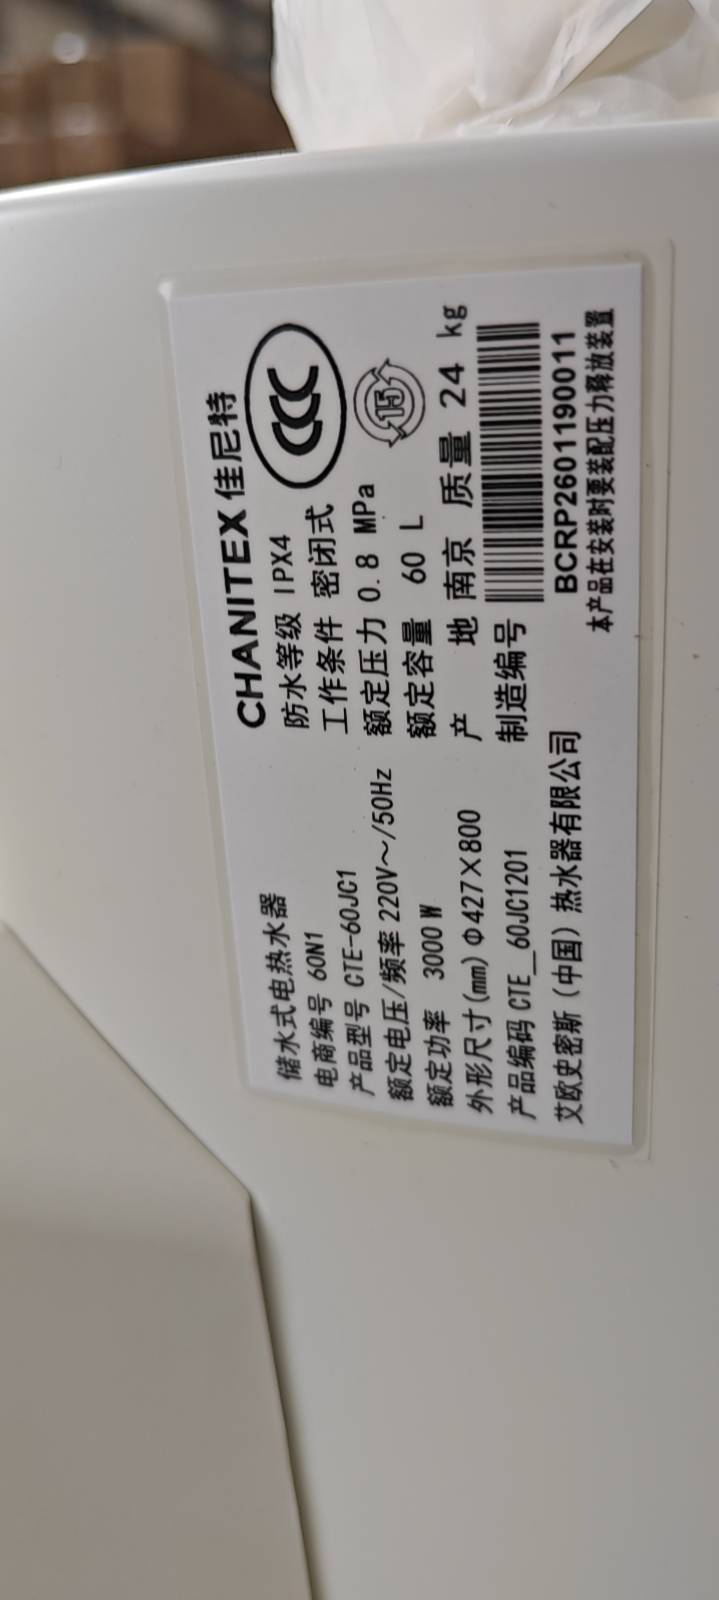 CHANITEX 佳尼特
储水式电热水器
电商编号 60N1
产品型号 CTE-60JC1
额定电压/频率 220V～/50Hz
额定功率 3000 W
外形尺寸(mm) Φ427×800
产品编码 CTE__60JC1201
艾欧史密斯（中国）热水器有限公司
防水等级 IPX4
工作条件 密闭式
额定压力 0.8 MPa
额定容量 60 L
产 地 南京 质量 24 kg
制造编号
BCRP2601190011
本产品在安装时要装配压力释放装置
CCC
15